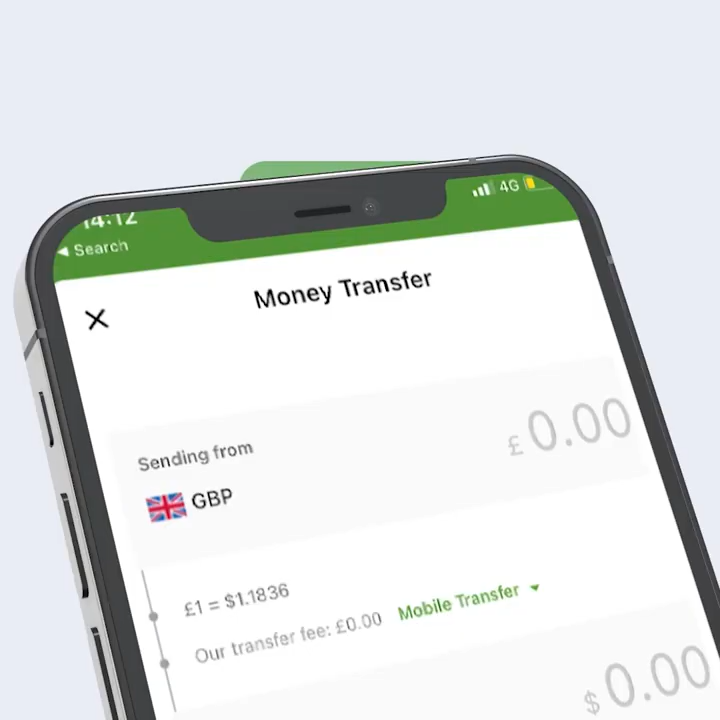 14:12
4G
◀ Search
Money Transfer
Sending from
£0.00
GBP
£1 = $1.1836
Our transfer fee: £0.00 Mobile Transfer
$0.00